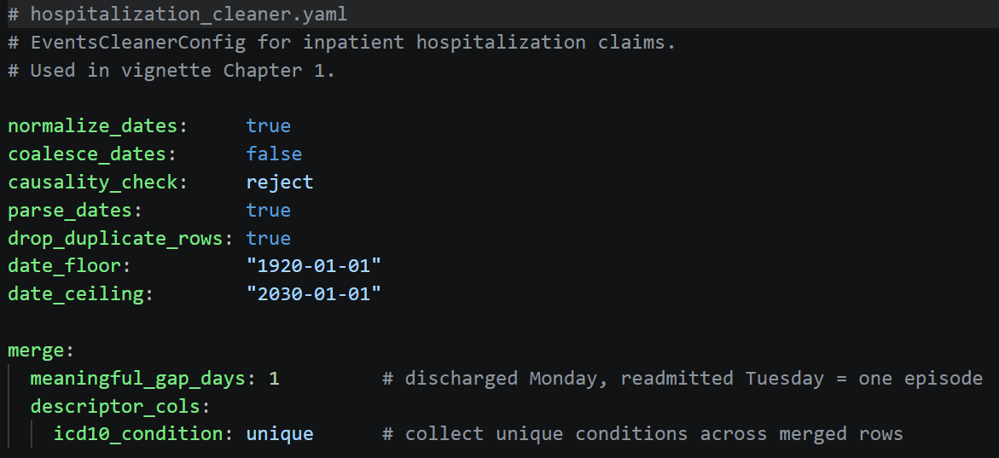 # hospitalization_cleaner.yaml
# EventsCleanerConfig for inpatient hospitalization claims.
# Used in vignette Chapter 1.

normalize_dates:     true
coalesce_dates:      false
causality_check:     reject
parse_dates:         true
drop_duplicate_rows: true
date_floor:          "1920-01-01"
date_ceiling:        "2030-01-01"

merge:
  meaningful_gap_days: 1         # discharged Monday, readmitted Tuesday = one episode
  descriptor_cols:
    icd10_condition: unique      # collect unique conditions across merged rows